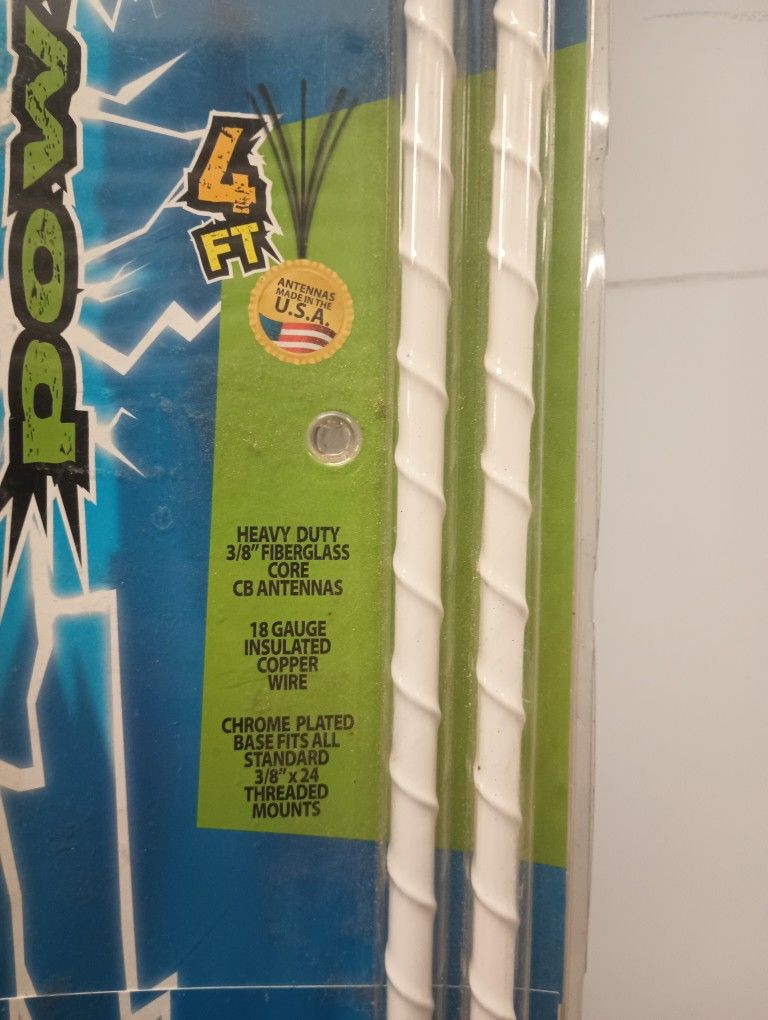 POW
4
FT
ANTENNAS
MADE IN THE
U.S.A.
HEAVY DUTY
3/8" FIBERGLASS
CORE
CB ANTENNAS
18 GAUGE
INSULATED
COPPER
WIRE
CHROME PLATED
BASE FITS ALL
STANDARD
3/8" x 24
THREADED
MOUNTS